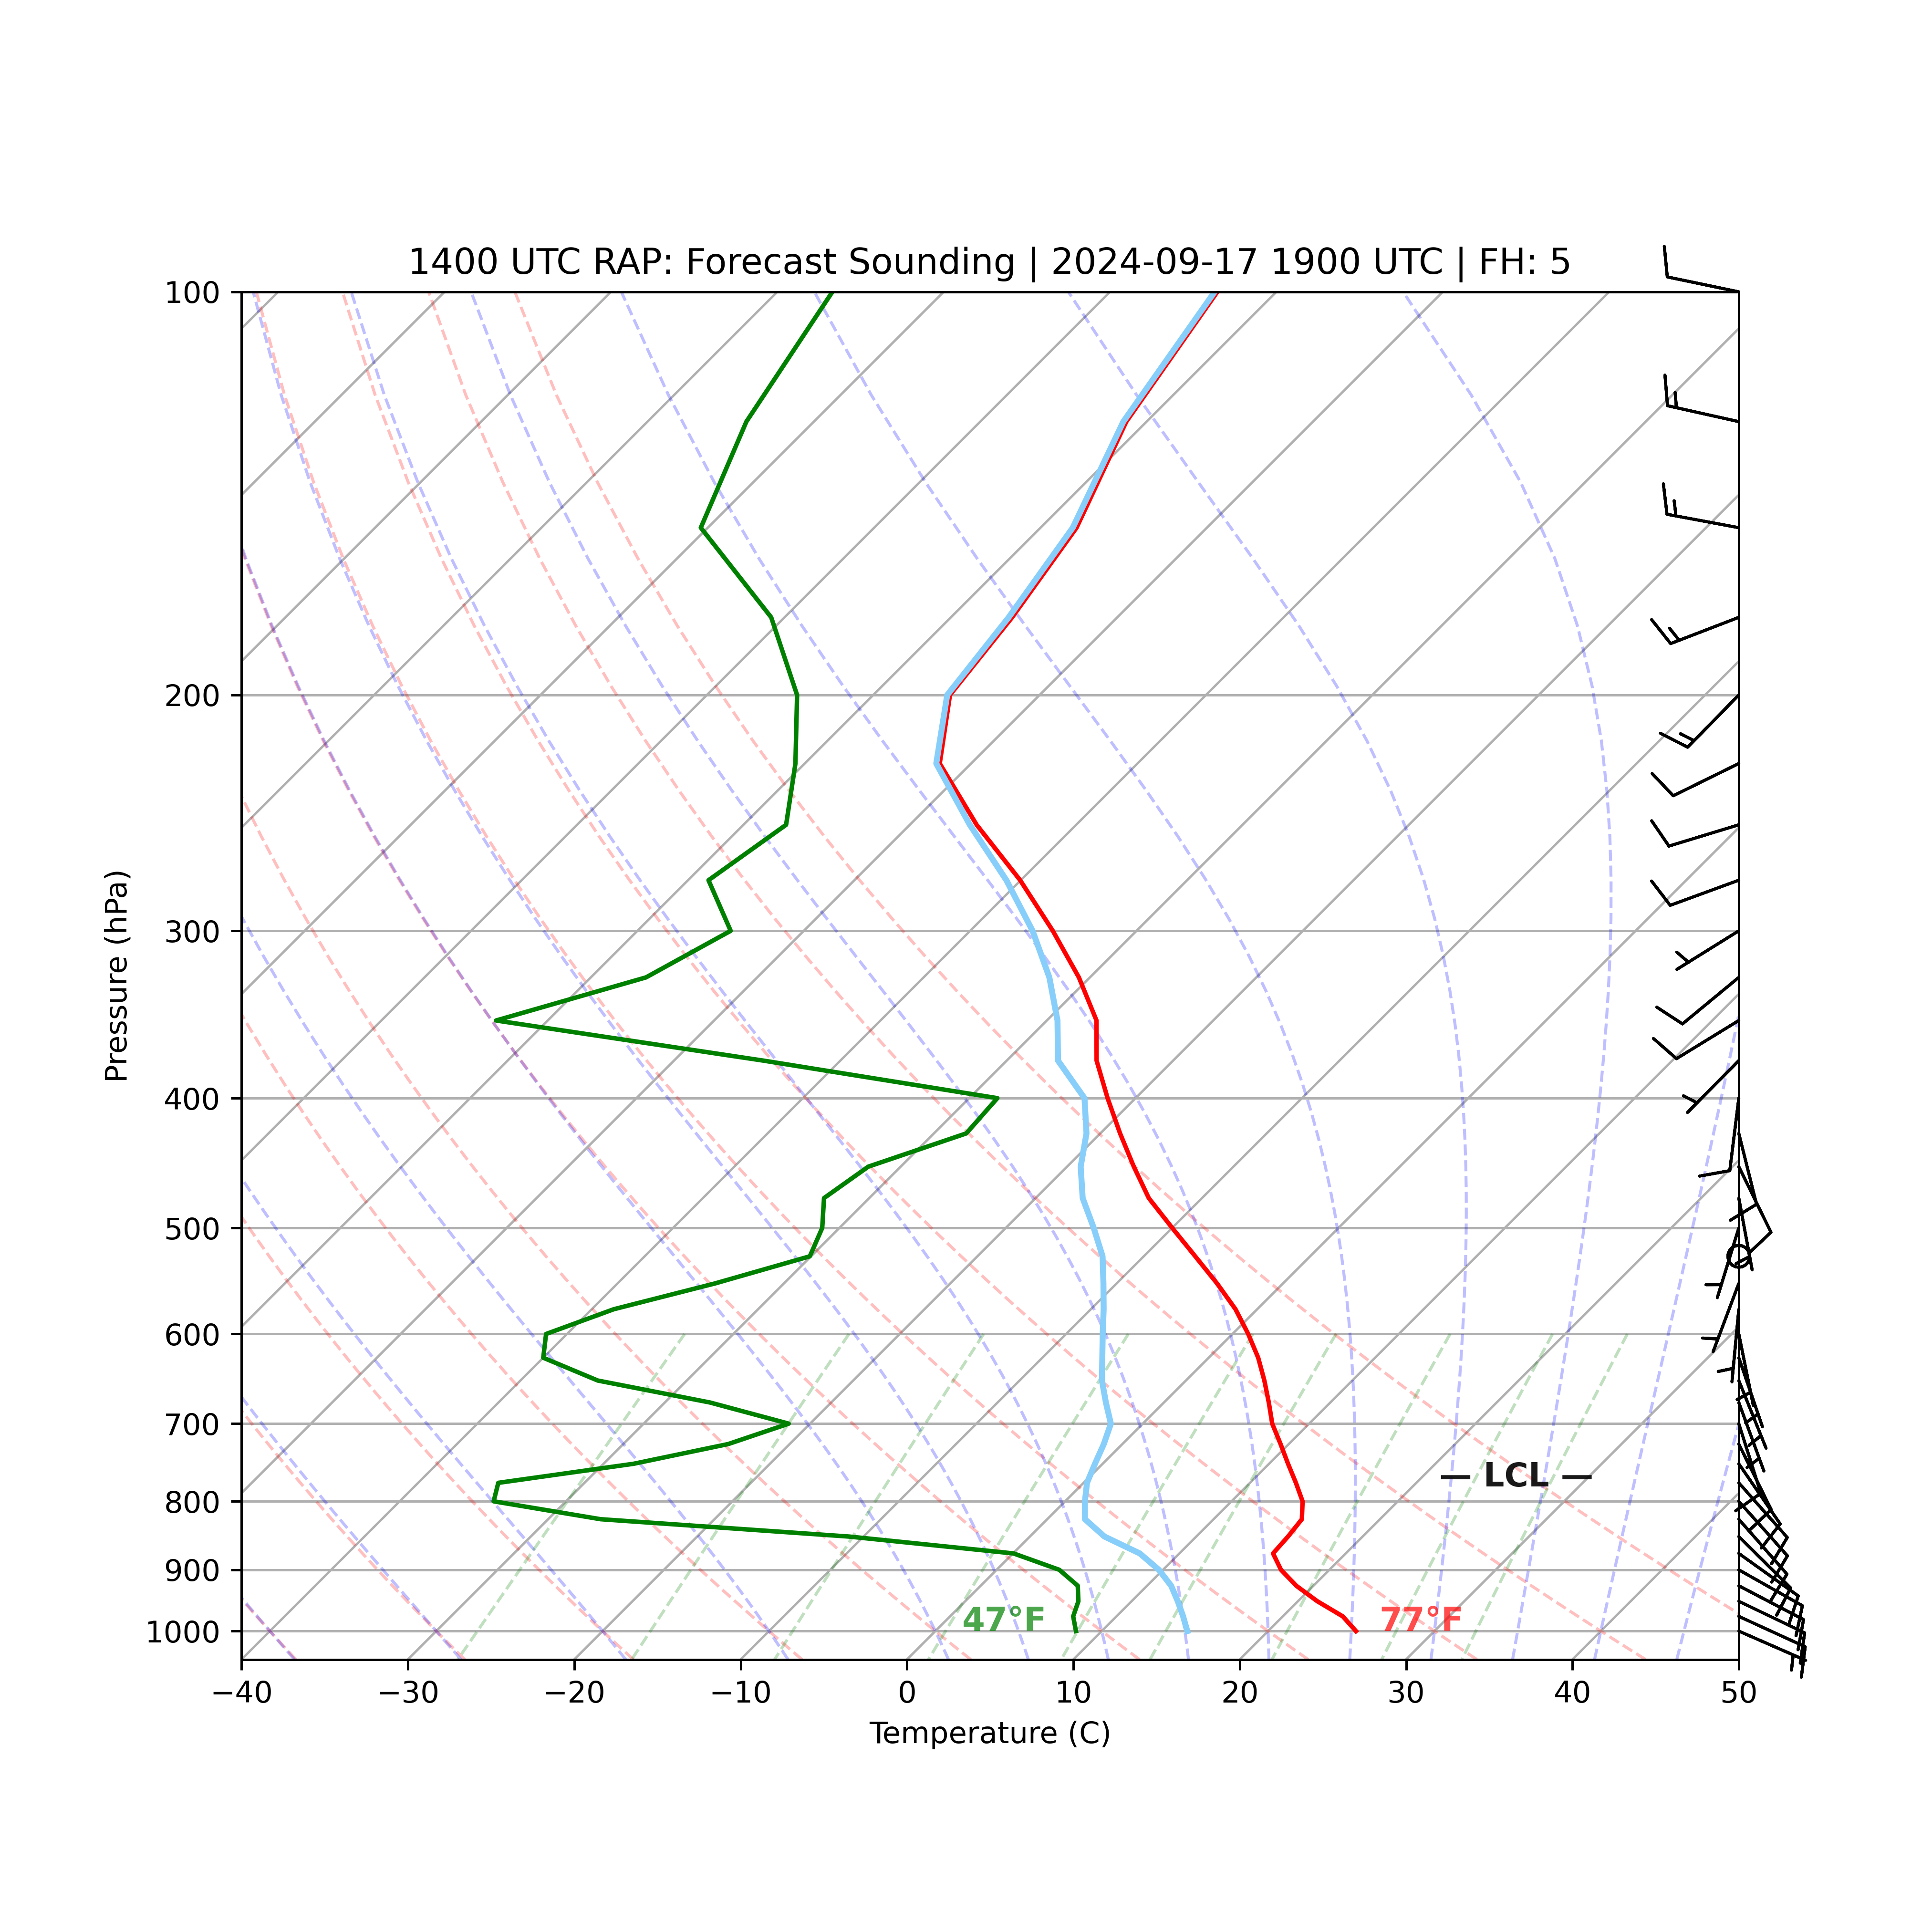 1400 UTC RAP: Forecast Sounding | 2024-09-17 1900 UTC | FH: 5
100
200
300
400
500
600
700
800
900
1000
Pressure (hPa)
— LCL —
47°F
77°F
−40 −30 −20 −10 0 10 20 30 40 50
Temperature (C)